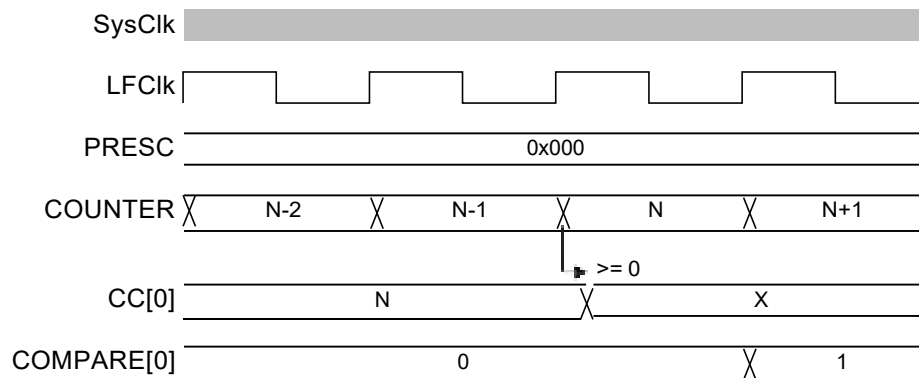 SysClk
LFClk
PRESC 0x000
COUNTER N-2 N-1 N N+1
>= 0
CC[0] N X
COMPARE[0] 0 1